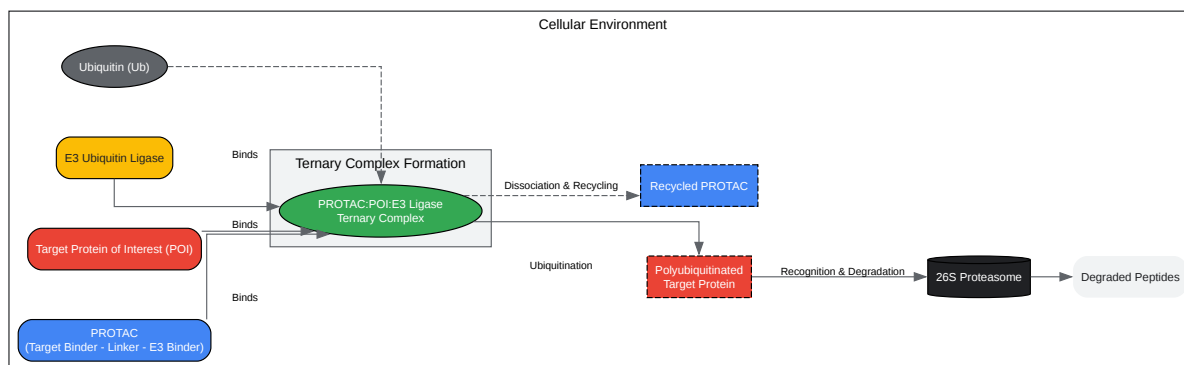 Cellular Environment
Ubiquitin (Ub)
E3 Ubiquitin Ligase
Binds
Ternary Complex Formation
PROTAC:POI:E3 Ligase
Ternary Complex
Dissociation & Recycling
Recycled PROTAC
Target Protein of Interest (POI)
Binds
Ubiquitination
Polyubiquitinated
Target Protein
Recognition & Degradation
26S Proteasome
Degraded Peptides
Binds
PROTAC
(Target Binder - Linker - E3 Binder)